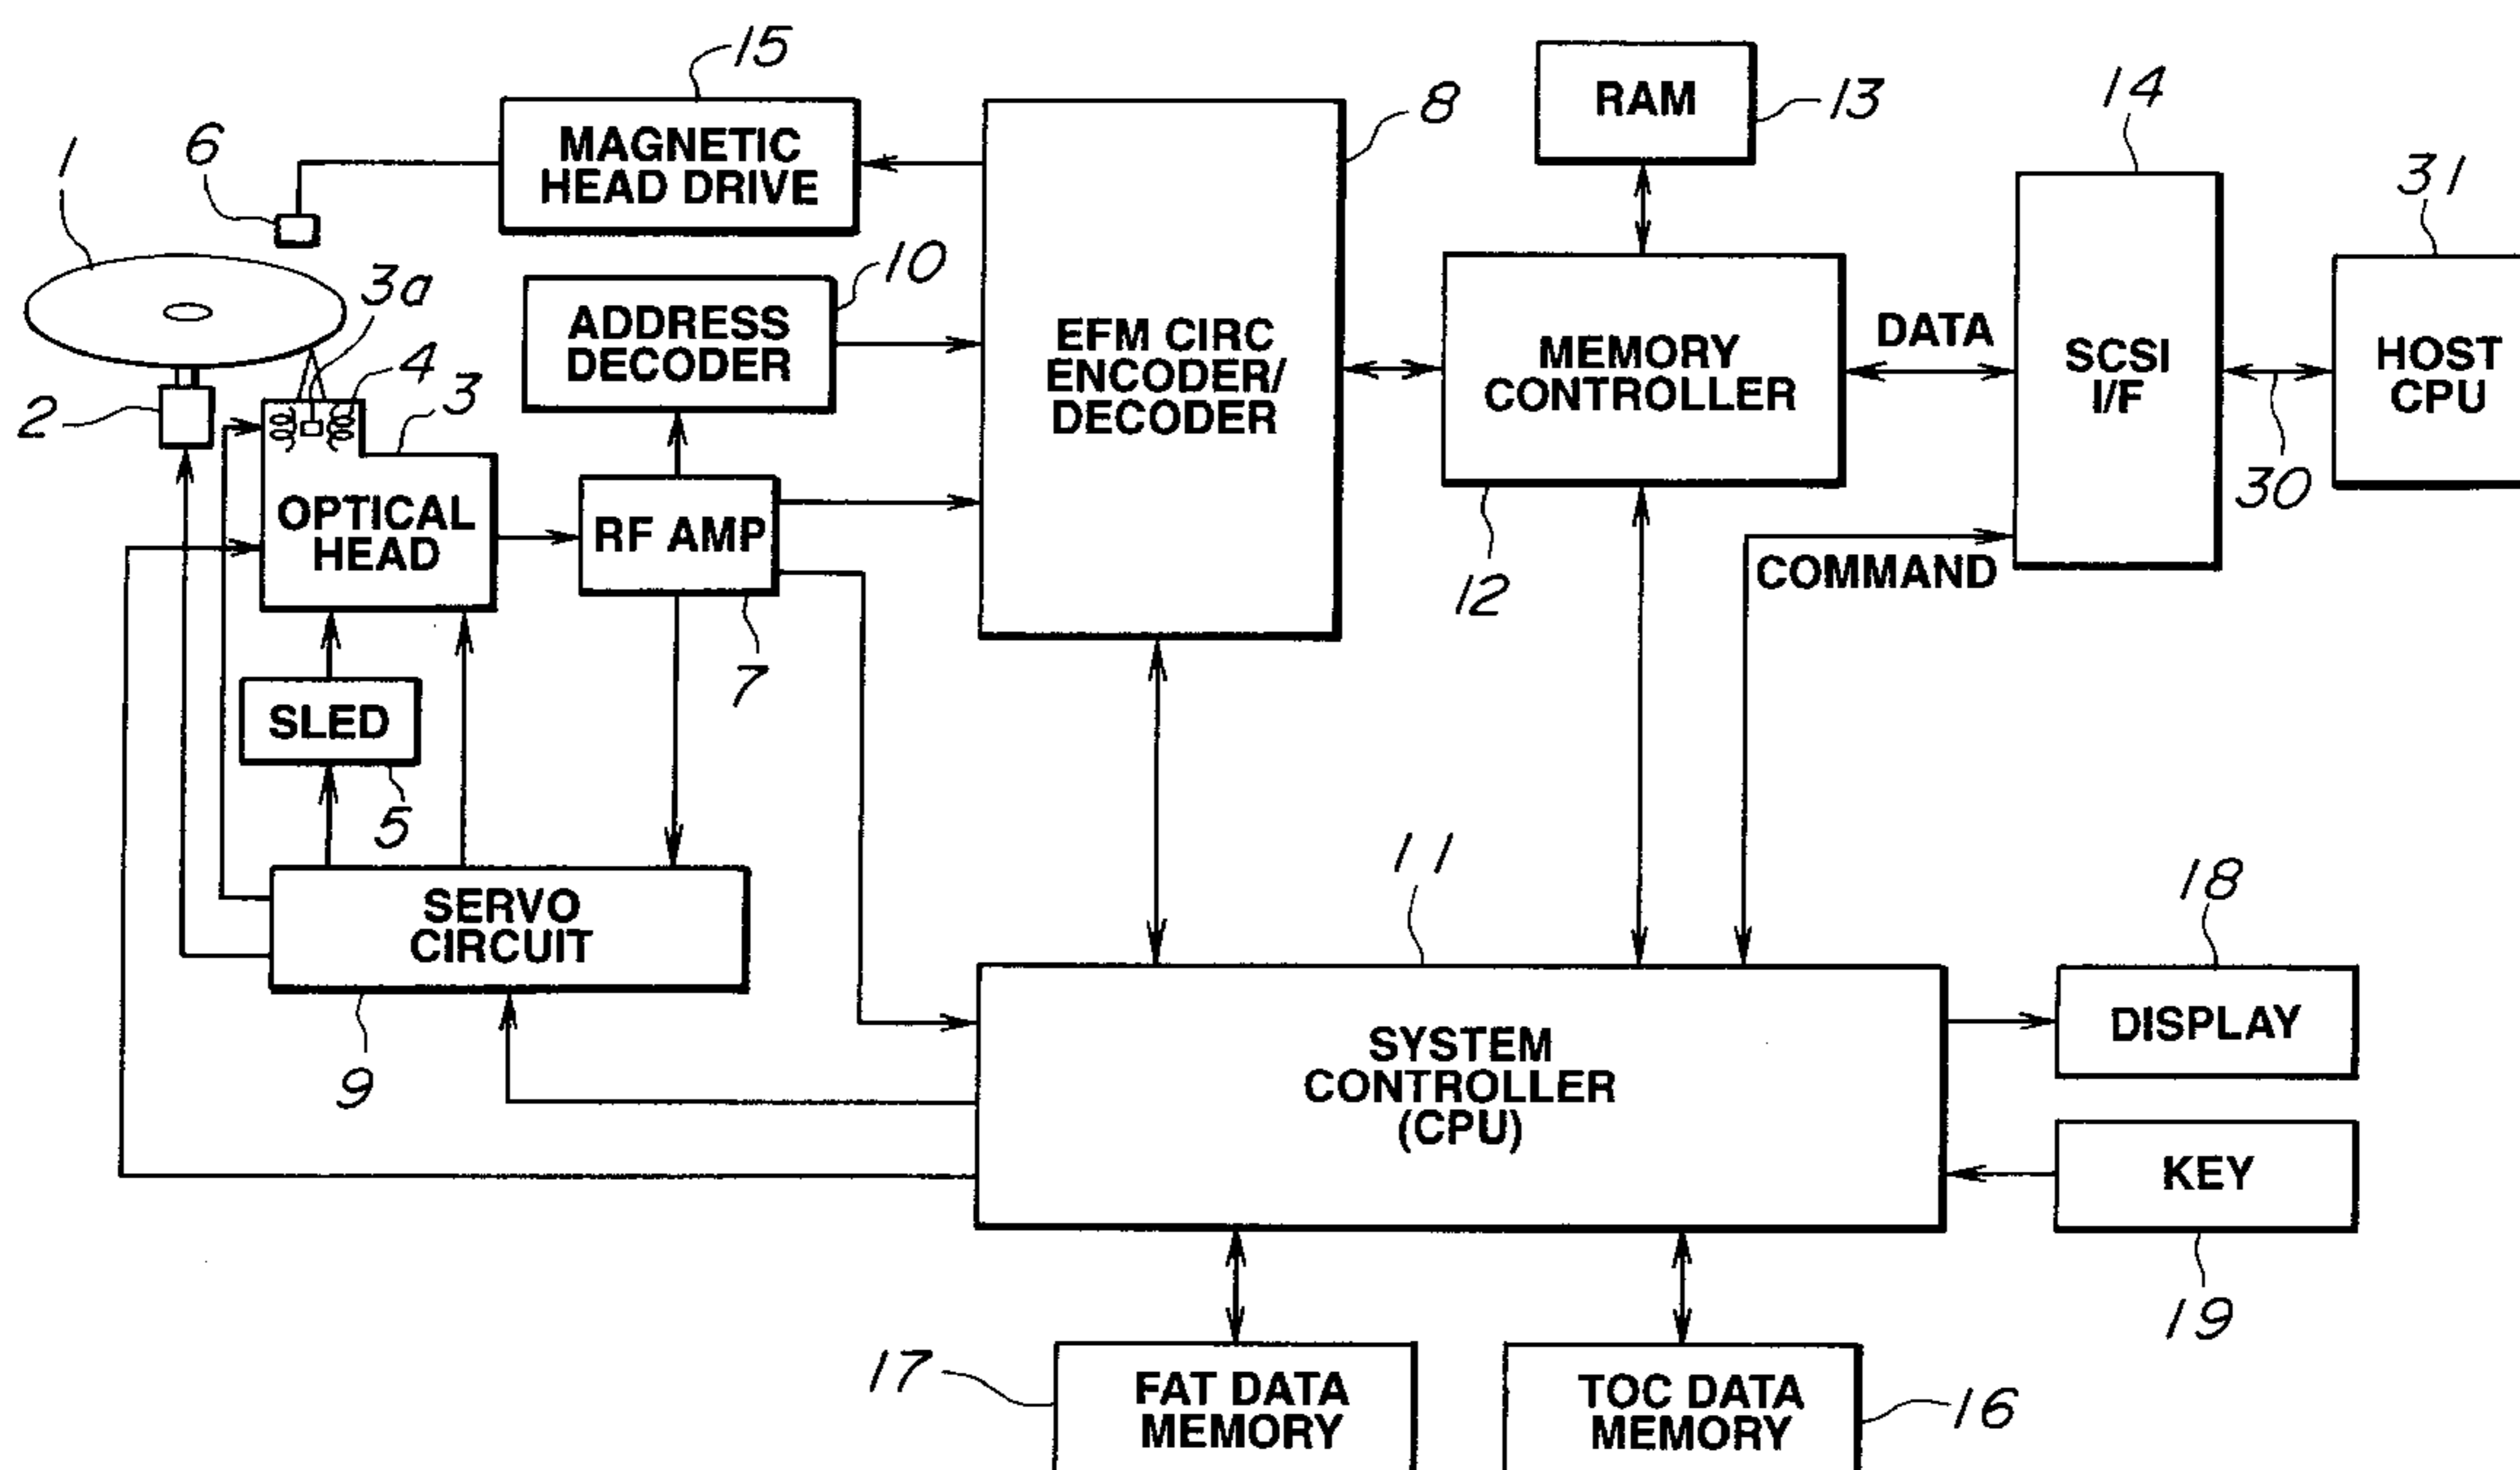 15
MAGNETIC
HEAD DRIVE
6
1
8
RAM
13
14
31
3a
4
3
2
10
ADDRESS
DECODER
EFM CIRC
ENCODER/
DECODER
MEMORY
CONTROLLER
12
DATA
SCSI
I/F
HOST
CPU
30
OPTICAL
HEAD
RF AMP
7
COMMAND
SLED
5
SERVO
CIRCUIT
9
11
SYSTEM
CONTROLLER
(CPU)
18
DISPLAY
KEY
19
17
FAT DATA
MEMORY
TOC DATA
MEMORY
16